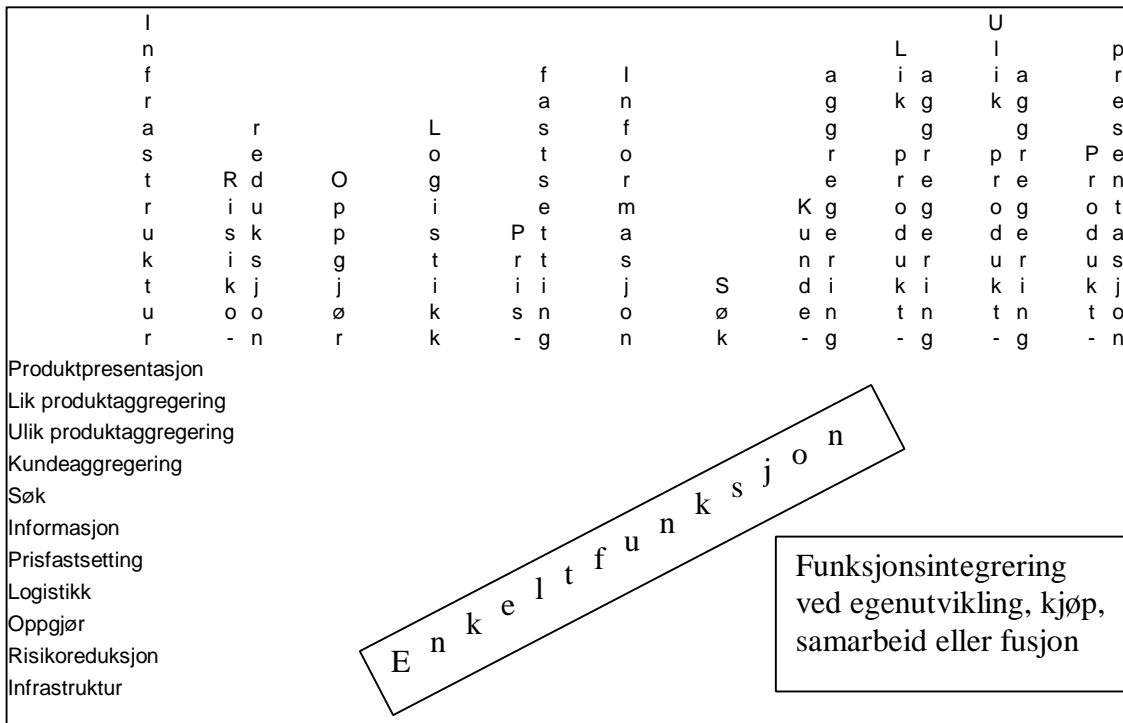 Infrastruktur
Risiko-
reduksjon
Oppgjør
Logistikk
Pris-
fastsetting
Informasjon
Søk
Kunde-
aggregering
Lik produkt-
aggregering
Ulik produkt-
aggregering
Produkt-
presentasjon
Produktpresentasjon
Lik produktaggregering
Ulik produktaggregering
Kundeaggregering
Søk
Informasjon
Prisfastsetting
Logistikk
Oppgjør
Risikoreduksjon
Infrastruktur
Enkeltfunksjon
Funksjonsintegrering
ved egenutvikling, kjøp,
samarbeid eller fusjon